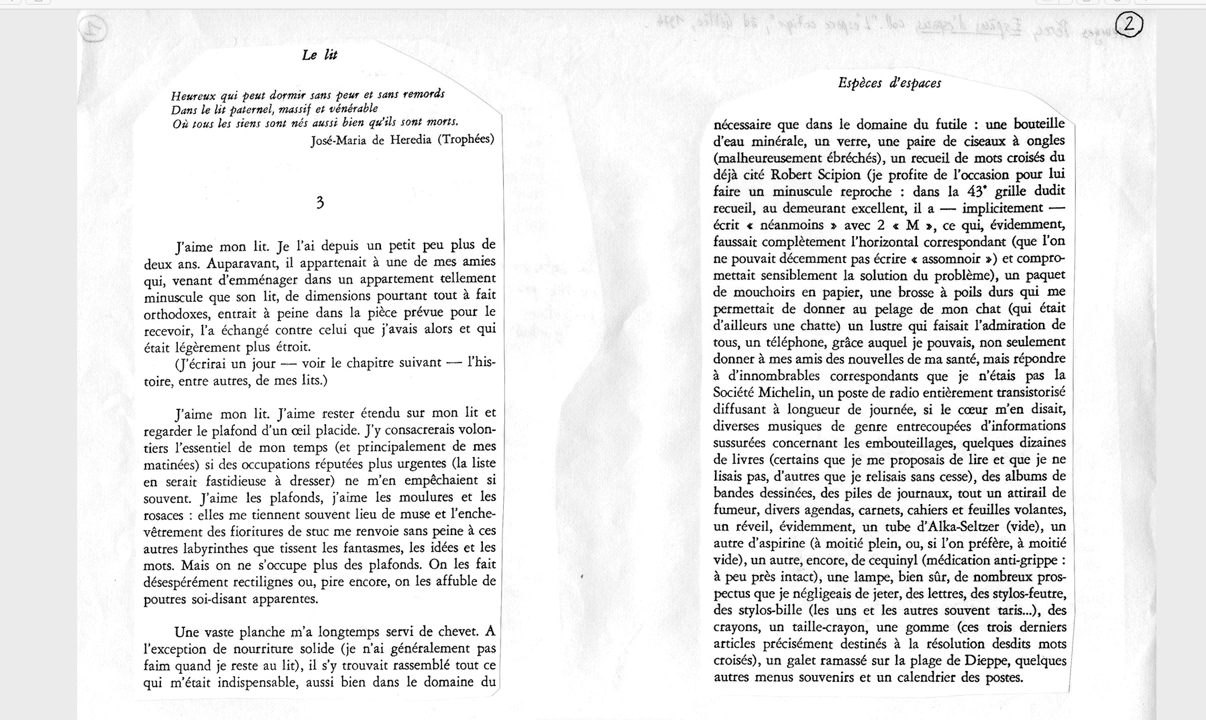 1
Le lit
Heureux qui peut dormir sans peur et sans remords
Dans le lit paternel, massif et vénérable
Où tous les siens sont nés aussi bien qu'ils sont morts.
José-Maria de Heredia (Trophées)
3
J'aime mon lit. Je l'ai depuis un petit peu plus de
deux ans. Auparavant, il appartenait à une de mes amies
qui, venant d'emménager dans un appartement tellement
minuscule que son lit, de dimensions pourtant tout à fait
orthodoxes, entrait à peine dans la pièce prévue pour le
recevoir, l'a échangé contre celui que j'avais alors et qui
était légèrement plus étroit.
(J'écrirai un jour — voir le chapitre suivant — l'his-
toire, entre autres, de mes lits.)
J'aime mon lit. J'aime rester étendu sur mon lit et
regarder le plafond d'un œil placide. J'y consacrerais volon-
tiers l'essentiel de mon temps (et principalement de mes
matinées) si des occupations réputées plus urgentes (la liste
en serait fastidieuse à dresser) ne m'en empêchaient si
souvent. J'aime les plafonds, j'aime les moulures et les
rosaces : elles me tiennent souvent lieu de muse et l'enche-
vêtrement des fioritures de stuc me renvoie sans peine à ces
autres labyrinthes que tissent les fantasmes, les idées et les
mots. Mais on ne s'occupe plus des plafonds. On les fait
désespérément rectilignes ou, pire encore, on les affuble de
poutres soi-disant apparentes.
Une vaste planche m'a longtemps servi de chevet. A
l'exception de nourriture solide (je n'ai généralement pas
faim quand je reste au lit), il s'y trouvait rassemblé tout ce
qui m'était indispensable, aussi bien dans le domaine du
2
Espèces d'espaces
nécessaire que dans le domaine du futile : une bouteille
d'eau minérale, un verre, une paire de ciseaux à ongles
(malheureusement ébréchés), un recueil de mots croisés du
déjà cité Robert Scipion (je profite de l'occasion pour lui
faire un minuscule reproche : dans la 43° grille dudit
recueil, au demeurant excellent, il a — implicitement —
écrit « néanmoins » avec 2 « M », ce qui, évidemment,
faussait complètement l'horizontal correspondant (que l'on
ne pouvait décemment pas écrire « assomnoir ») et compro-
mettait sensiblement la solution du problème), un paquet
de mouchoirs en papier, une brosse à poils durs qui me
permettait de donner au pelage de mon chat (qui était
d'ailleurs une chatte) un lustre qui faisait l'admiration de
tous, un téléphone, grâce auquel je pouvais, non seulement
donner à mes amis des nouvelles de ma santé, mais répondre
à d'innombrables correspondants que je n'étais pas la
Société Michelin, un poste de radio entièrement transistorisé
diffusant à longueur de journée, si le cœur m'en disait,
diverses musiques de genre entrecoupées d'informations
sussurées concernant les embouteillages, quelques dizaines
de livres (certains que je me proposais de lire et que je ne
lisais pas, d'autres que je relisais sans cesse), des albums de
bandes dessinées, des piles de journaux, tout un attirail de
fumeur, divers agendas, carnets, cahiers et feuilles volantes,
un réveil, évidemment, un tube d'Alka-Seltzer (vide), un
autre d'aspirine (à moitié plein, ou, si l'on préfère, à moitié
vide), un autre, encore, de cequinyl (médication anti-grippe :
à peu près intact), une lampe, bien sûr, de nombreux pros-
pectus que je négligeais de jeter, des lettres, des stylos-feutre,
des stylos-bille (les uns et les autres souvent taris...), des
crayons, un taille-crayon, une gomme (ces trois derniers
articles précisément destinés à la résolution desdits mots
croisés), un galet ramassé sur la plage de Dieppe, quelques
autres menus souvenirs et un calendrier des postes.